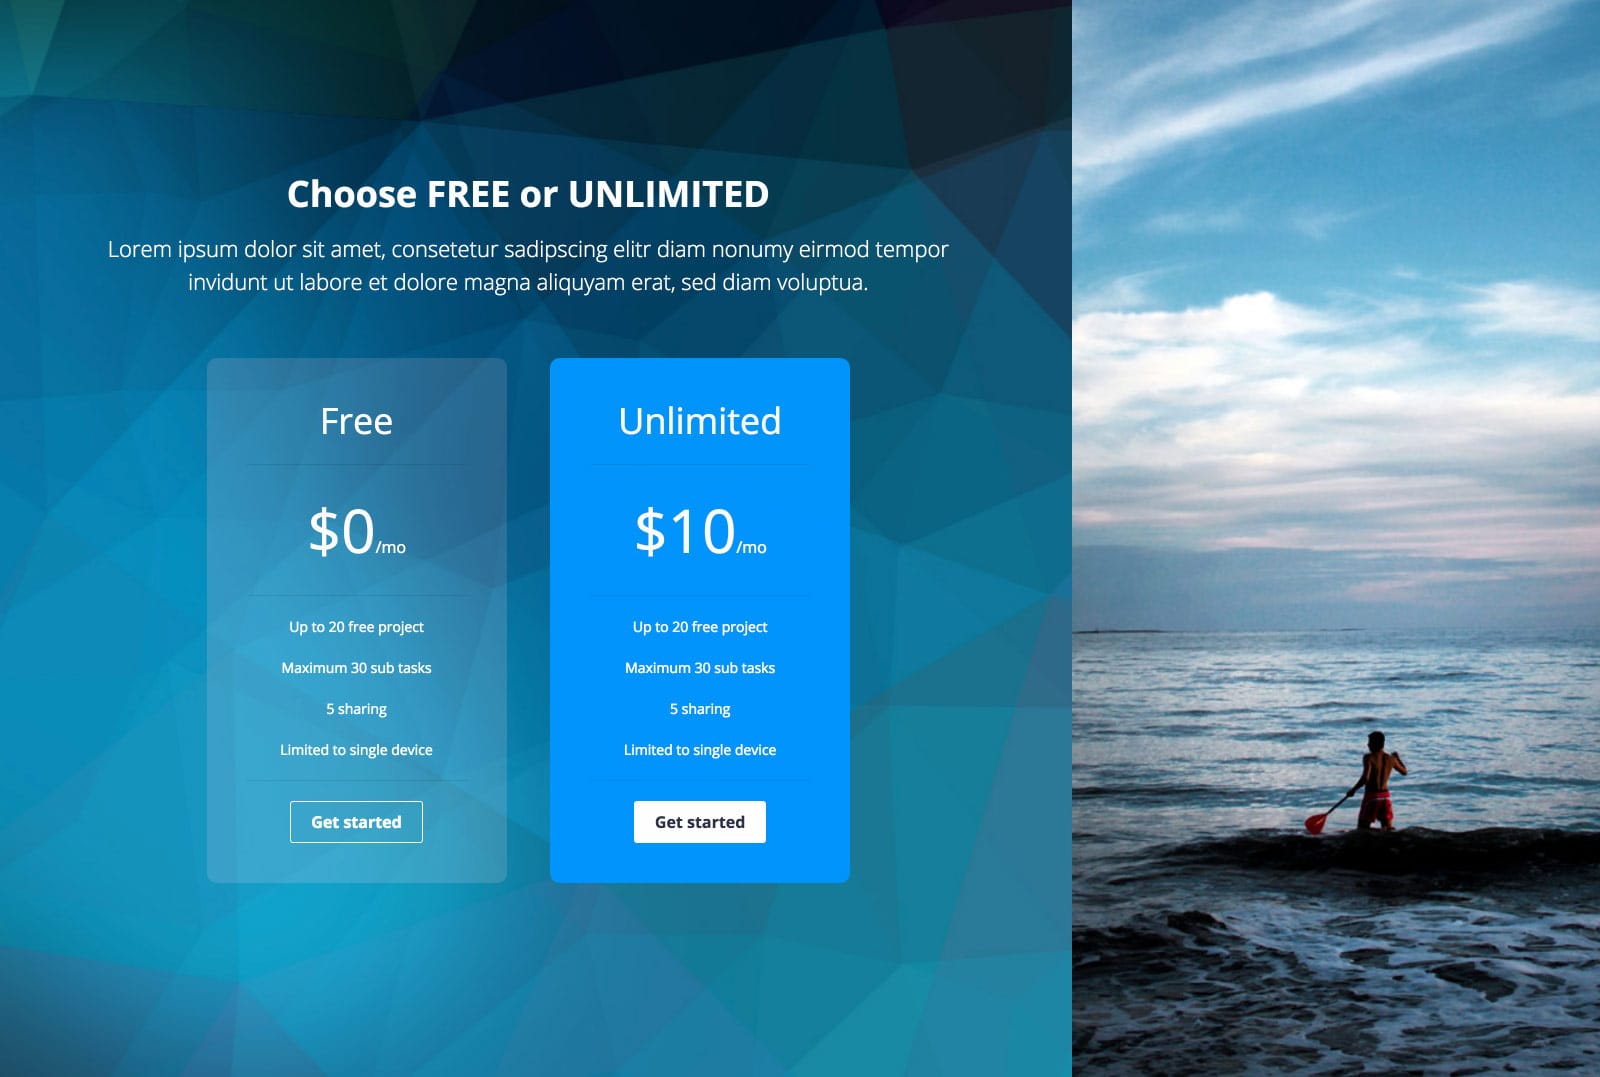 Choose FREE or UNLIMITED
Lorem ipsum dolor sit amet, consetetur sadipscing elitr diam nonumy eirmod tempor
invidunt ut labore et dolore magna aliquyam erat, sed diam voluptua.
Free
$0/mo
Up to 20 free project
Maximum 30 sub tasks
5 sharing
Limited to single device
Get started
Unlimited
$10/mo
Up to 20 free project
Maximum 30 sub tasks
5 sharing
Limited to single device
Get started